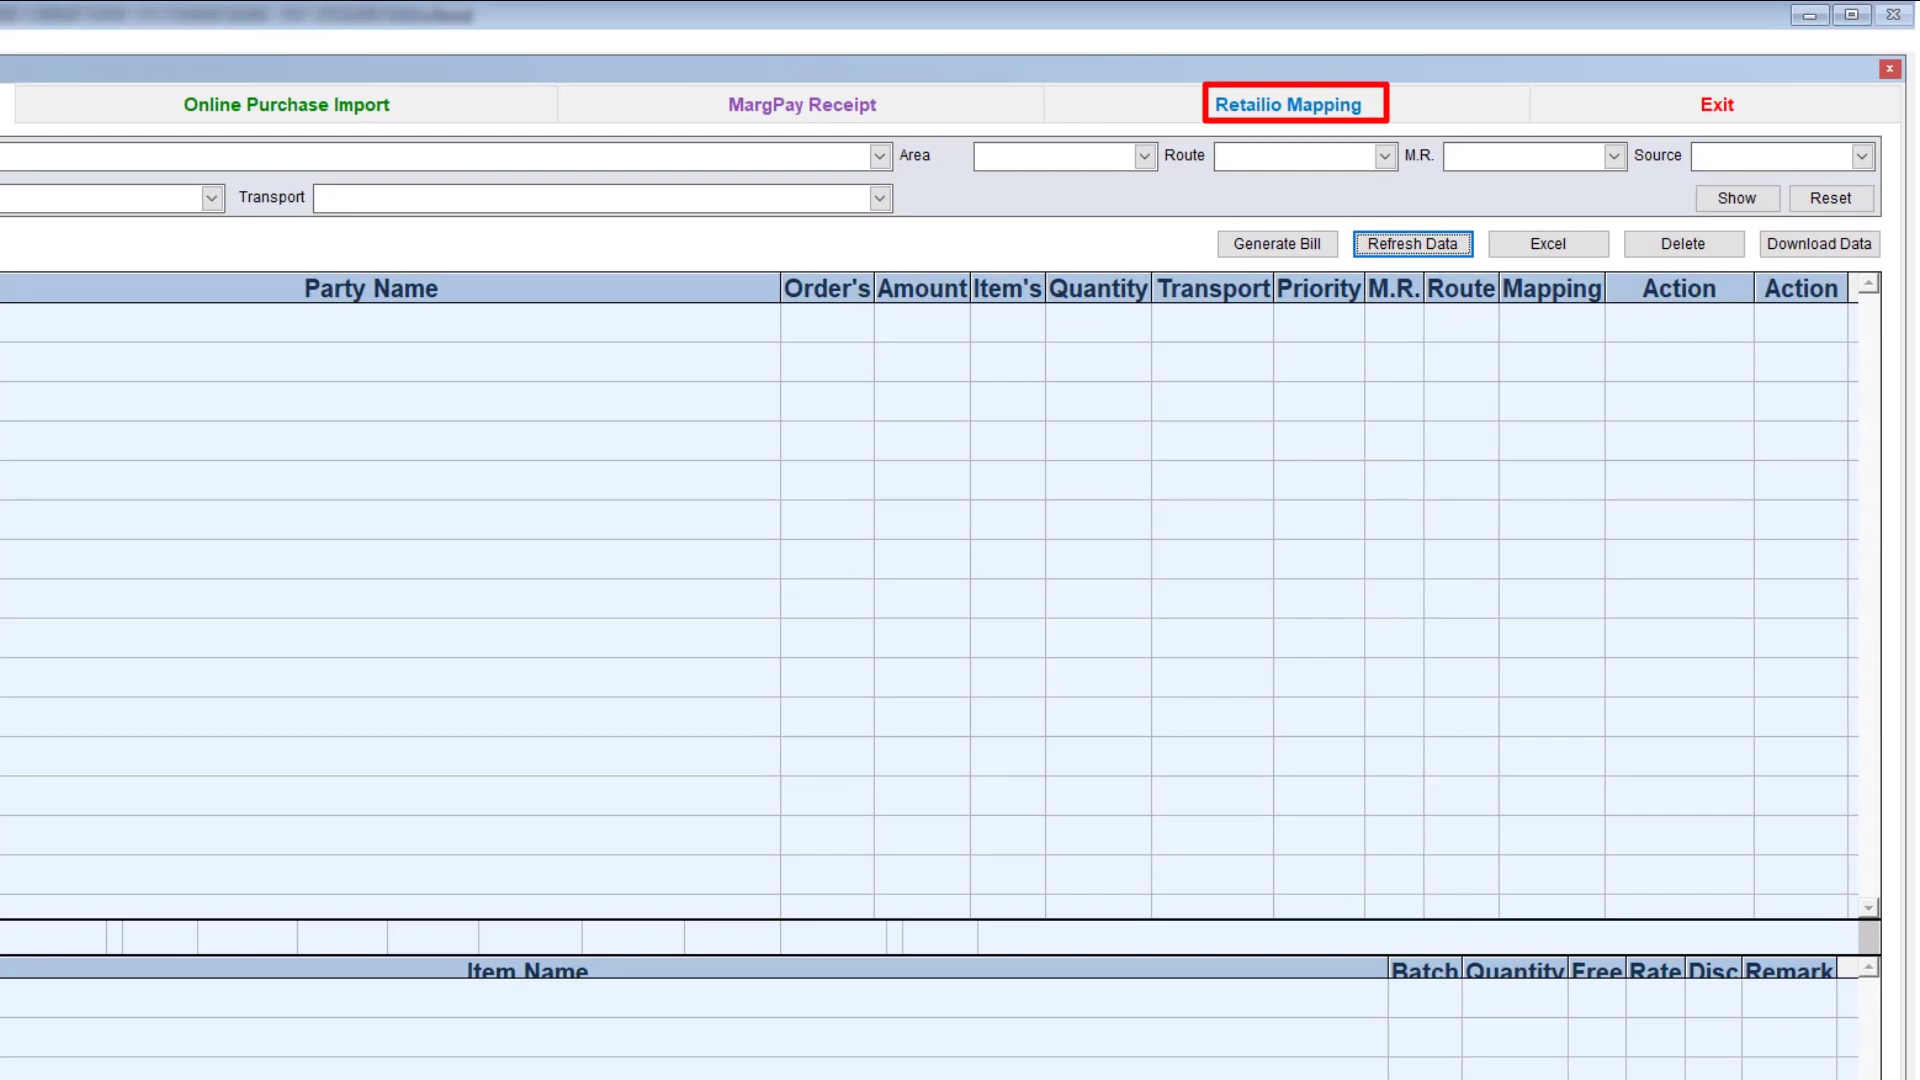 Online Purchase Import MargPay Receipt Retailio Mapping Exit
Area Route M.R. Source
Transport Show Reset
Generate Bill Refresh Data Excel Delete Download Data
Party Name Order's Amount Item's Quantity Transport Priority M.R. Route Mapping Action Action
Item Name Batch Quantity Free Rate Disc Remark